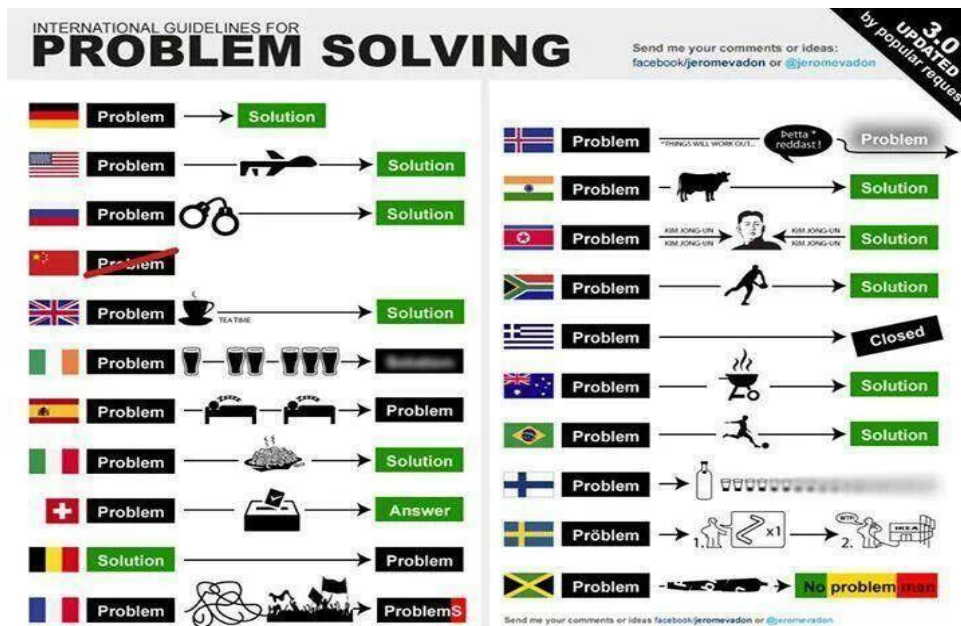 INTERNATIONAL GUIDELINES FOR
PROBLEM SOLVING
Send me your comments or ideas:
facebook/jeromevadon or @jeromevadon
3.0
UPDATED
by popular request
Problem Solution
Problem Solution
Problem Solution
Problem
Problem TEA TIME Solution
Problem Solution
Problem Problem
Problem Solution
Problem Answer
Solution Problem
Problem ProblemS
Problem *THINGS WILL WORK OUT... Þetta * reddast! Problem
Problem Solution
Problem KIM JONG-UN KIM JONG-UN KIM JONG-UN KIM JONG-UN Solution
Problem Solution
Problem Closed
Problem Solution
Problem Solution
Problem
Pröblem 1. x1 2. WTF! IKEA
Problem No problem man
Send me your comments or ideas facebook/jeromevadon or @jeromevadon